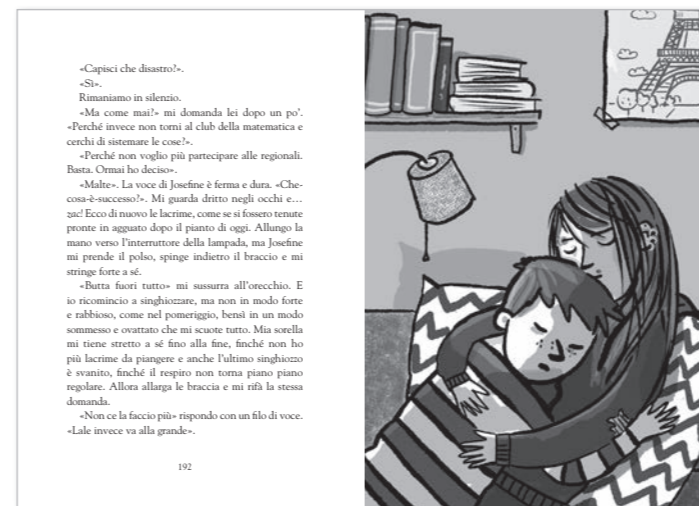 «Capisci che disastro?».
«Sì».
Rimaniamo in silenzio.
«Ma come mai?» mi domanda lei dopo un po’.
«Perché invece non torni al club della matematica e
cerchi di sistemare le cose?».
«Perché non voglio più partecipare alle regionali.
Basta. Ormai ho deciso».
«Malte». La voce di Josefine è ferma e dura. «Che-
cosa-è-successo?». Mi guarda dritto negli occhi e…
zac! Ecco di nuovo le lacrime, come se si fossero tenute
pronte in agguato dopo il pianto di oggi. Allungo la
mano verso l’interruttore della lampada, ma Josefine
mi prende il polso, spinge indietro il braccio e mi
stringe forte a sé.
«Butta fuori tutto» mi sussurra all’orecchio. E
io ricomincio a singhiozzare, ma non in modo forte
e rabbioso, come nel pomeriggio, bensì in un modo
sommesso e ovattato che mi scuote tutto. Mia sorella
mi tiene stretto a sé fino alla fine, finché non ho
più lacrime da piangere e anche l’ultimo singhiozzo
è svanito, finché il respiro non torna piano piano
regolare. Allora allarga le braccia e mi rifà la stessa
domanda.
«Non ce la faccio più» rispondo con un filo di voce.
«Lale invece va alla grande».
192